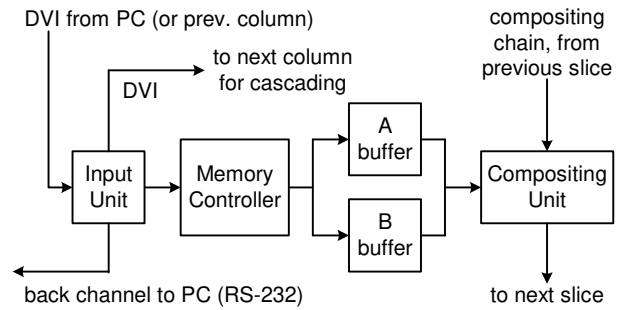 DVI from PC (or prev. column)
compositing
chain, from
previous slice
to next column
for cascading
DVI
A
buffer
Input
Unit
Memory
Controller
Compositing
Unit
B
buffer
back channel to PC (RS-232)
to next slice